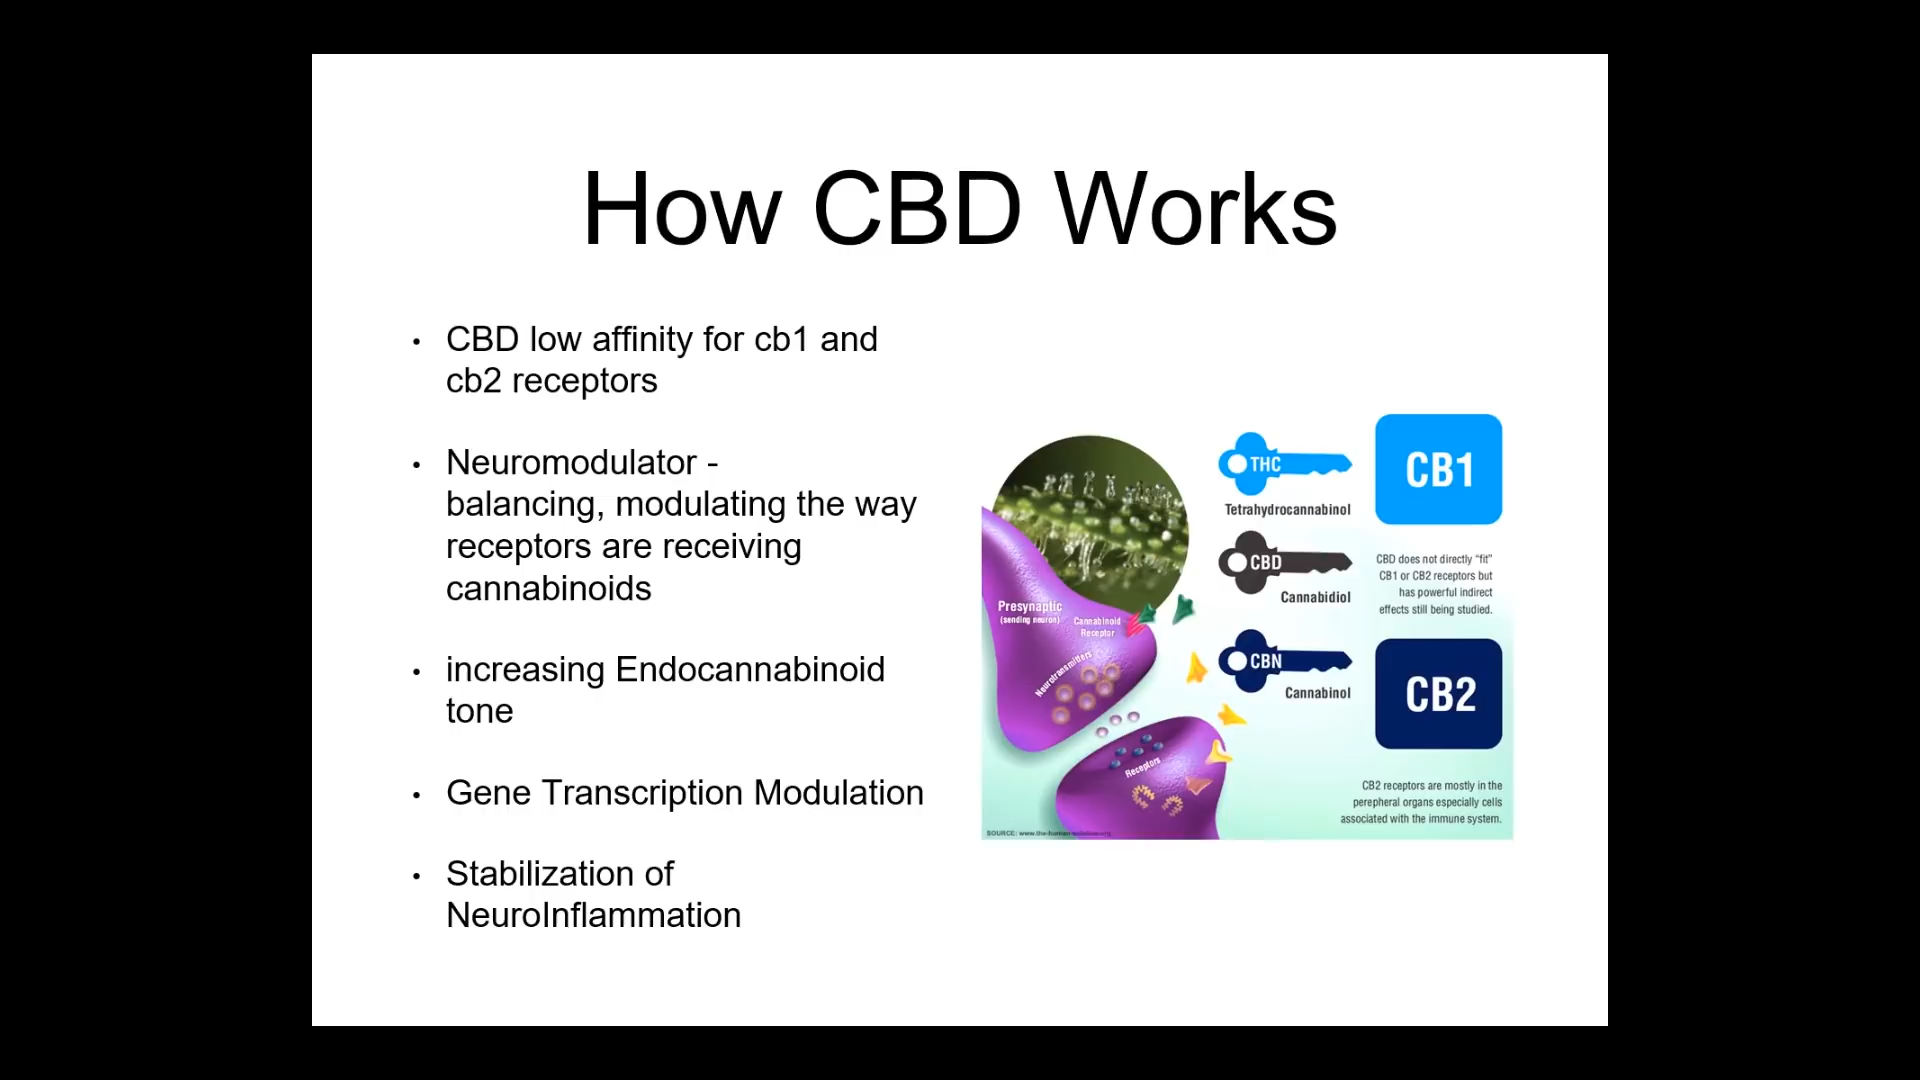 How CBD Works
• CBD low affinity for cb1 and
cb2 receptors
• Neuromodulator -
balancing, modulating the way
receptors are receiving
cannabinoids
• increasing Endocannabinoid
tone
• Gene Transcription Modulation
• Stabilization of
NeuroInflammation
THC
Tetrahydrocannabinol
CB1
CBD
Cannabidiol
CBD does not directly “fit”
CB1 or CB2 receptors but
has powerful indirect
effects still being studied.
CBN
Cannabinol
CB2
CB2 receptors are mostly in the
perepheral organs especially cells
associated with the immune system.
Presynaptic
(sending neuron)
Cannabinoid
Receptor
Neurotransmitters
Receptors
SOURCE: